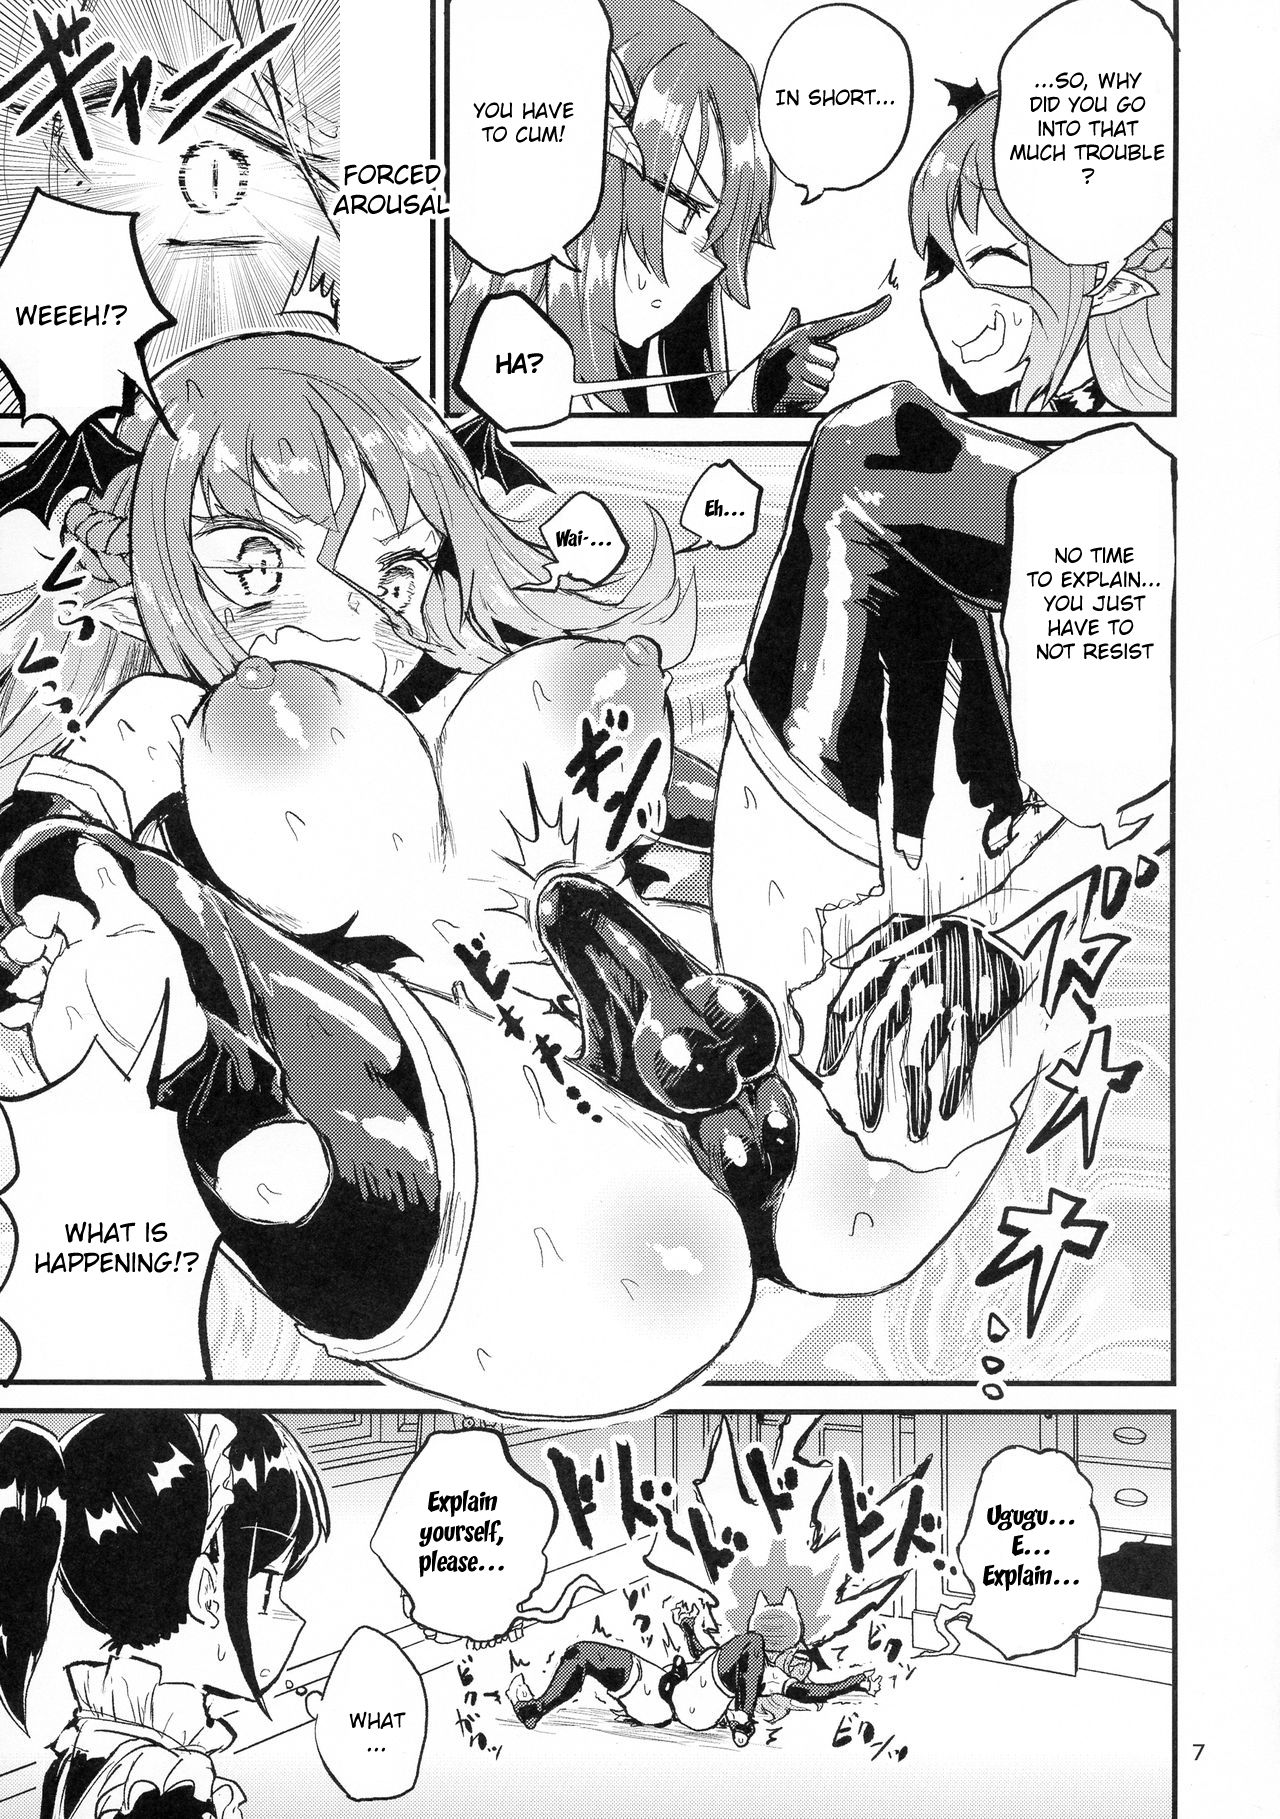 ...SO, WHY
DID YOU GO
INTO THAT
MUCH TROUBLE
?
IN SHORT...
YOU HAVE
TO CUM!
HA?
FORCED
AROUSAL
ギャン
WEEEH!?
NO TIME
TO EXPLAIN...
YOU JUST
HAVE TO
NOT RESIST
Eh...
Wai-...
WHAT IS
HAPPENING!?
Ugugu...
E...
Explain...
Explain
yourself,
please...
WHAT
...
7